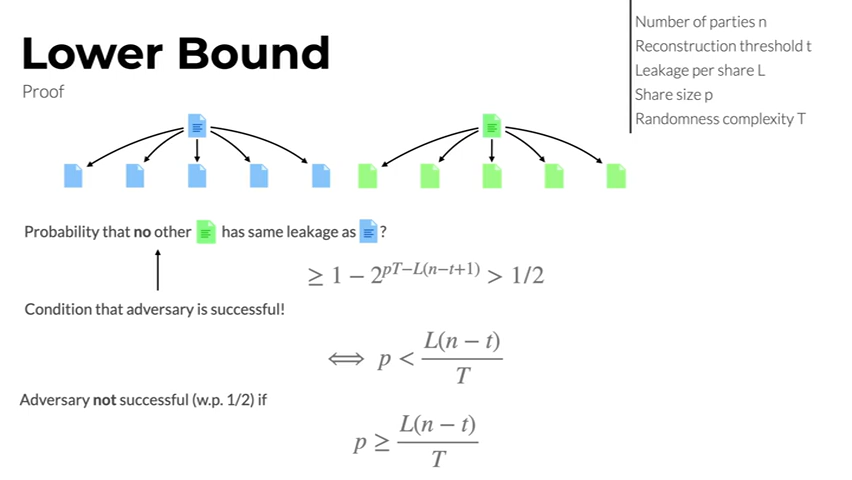 Number of parties n
Reconstruction threshold t
Leakage per share L
Share size p
Randomness complexity T
Lower Bound
Proof
Probability that no other has same leakage as ?
≥ 1 − 2^{pT−L(n−t+1)} > 1/2
Condition that adversary is successful!
⟺ p < \frac{L(n − t)}{T}
Adversary not successful (w.p. 1/2) if
p ≥ \frac{L(n − t)}{T}